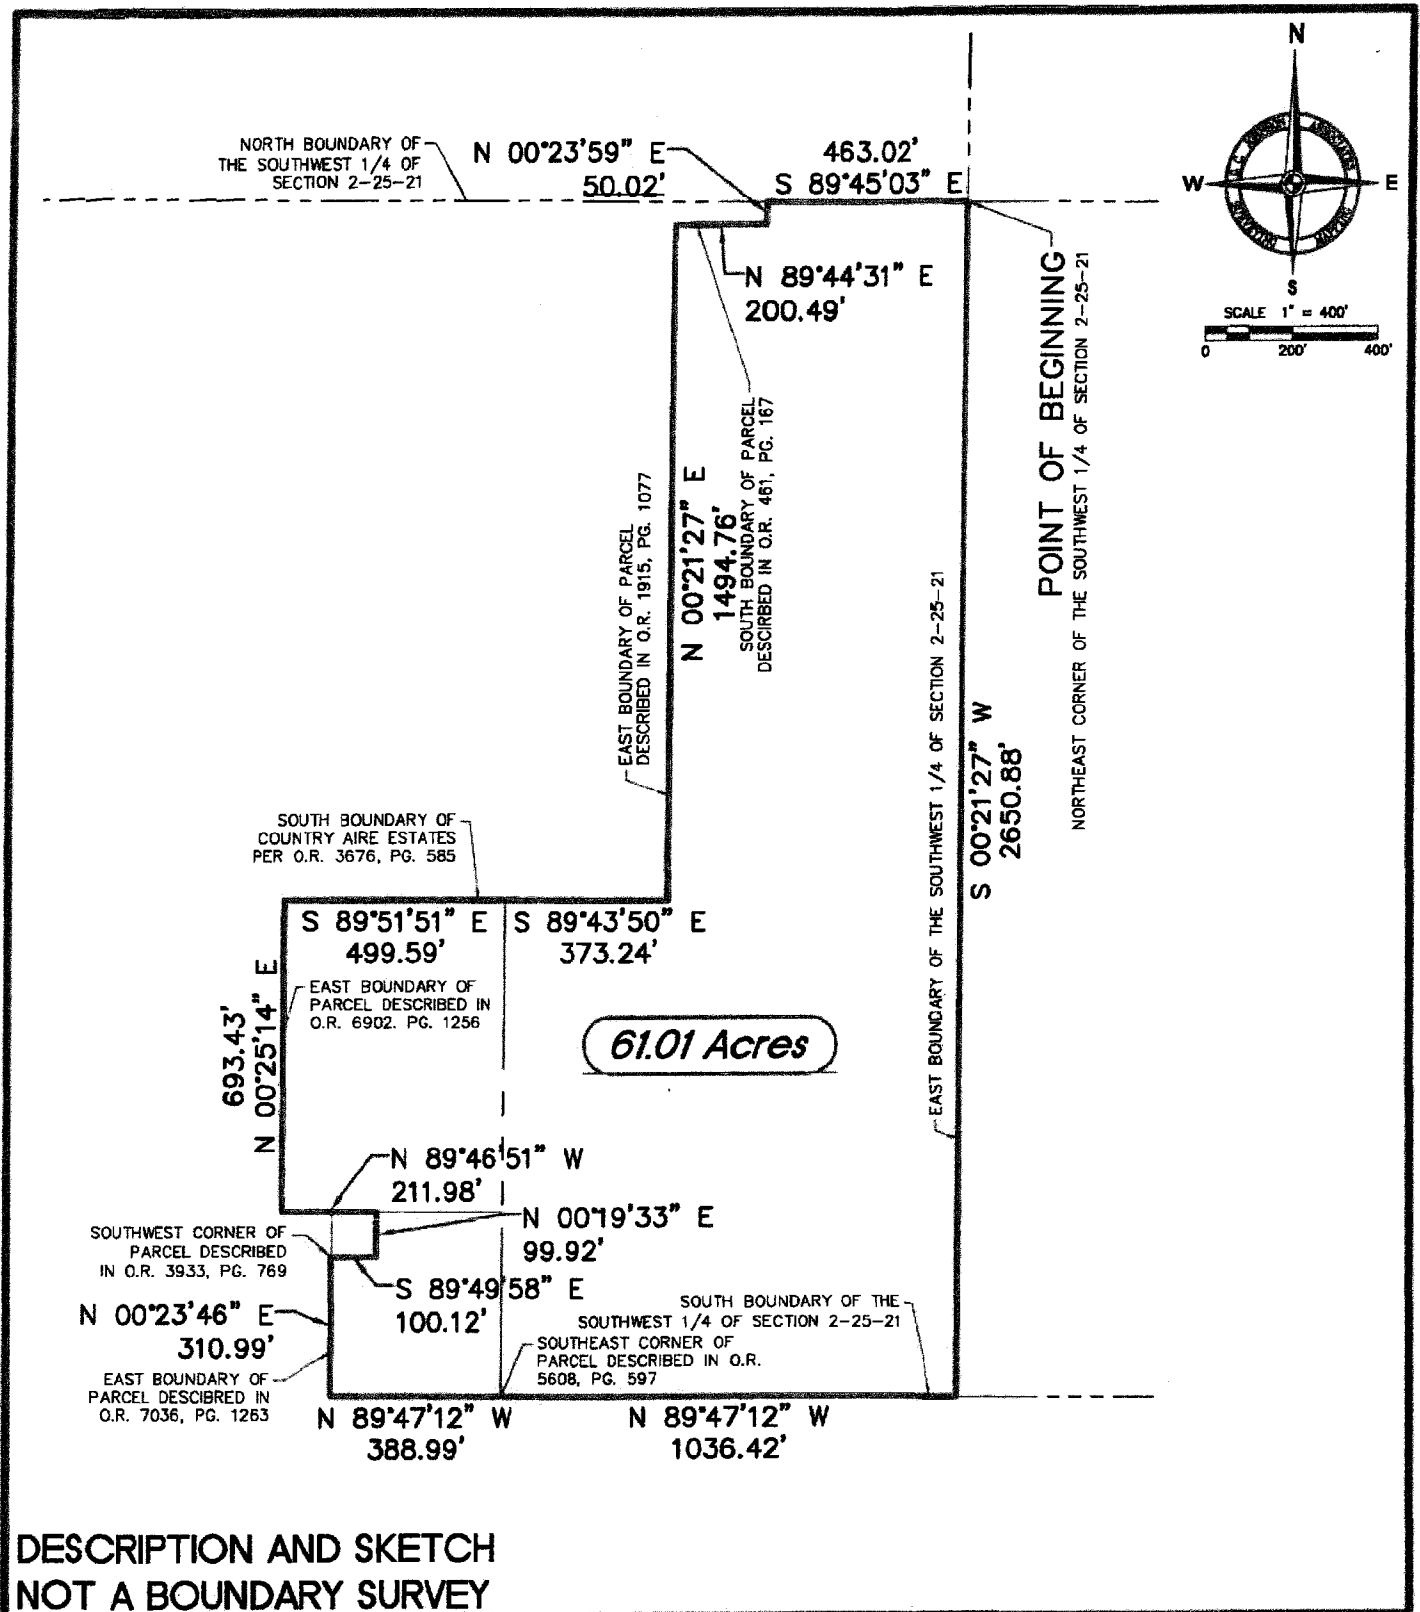 N
NORTH BOUNDARY OF
THE SOUTHWEST 1/4 OF
SECTION 2-25-21
N 00°23'59" E
50.02'
463.02'
S 89°45'03" E
W
E
S
SCALE 1" = 400'
0 200' 400'
N 89°44'31" E
200.49'
POINT OF BEGINNING
NORTHEAST CORNER OF THE SOUTHWEST 1/4 OF SECTION 2-25-21
EAST BOUNDARY OF PARCEL
DESCRIBED IN O.R. 1915, PG. 1077
N 00°21'27" E
1494.76'
SOUTH BOUNDARY OF PARCEL
DESCIRBED IN O.R. 461, PG. 167
EAST BOUNDARY OF THE SOUTHWEST 1/4 OF SECTION 2-25-21
S 00°21'27" W
2650.88'
SOUTH BOUNDARY OF
COUNTRY AIRE ESTATES
PER O.R. 3676, PG. 585
S 89°51'51" E
499.59'
S 89°43'50" E
373.24'
693.43'
N 00°25'14" E
EAST BOUNDARY OF
PARCEL DESCRIBED IN
O.R. 6902. PG. 1256
61.01 Acres
N 89°46'51" W
211.98'
SOUTHWEST CORNER OF
PARCEL DESCRIBED
IN O.R. 3933, PG. 769
N 00°19'33" E
99.92'
S 89°49'58" E
100.12'
N 00°23'46" E
310.99'
SOUTH BOUNDARY OF THE
SOUTHWEST 1/4 OF SECTION 2-25-21
SOUTHEAST CORNER OF
PARCEL DESCRIBED IN O.R.
5608, PG. 597
EAST BOUNDARY OF
PARCEL DESCIBRED IN
O.R. 7036, PG. 1263
N 89°47'12" W
388.99'
N 89°47'12" W
1036.42'
DESCRIPTION AND SKETCH
NOT A BOUNDARY SURVEY